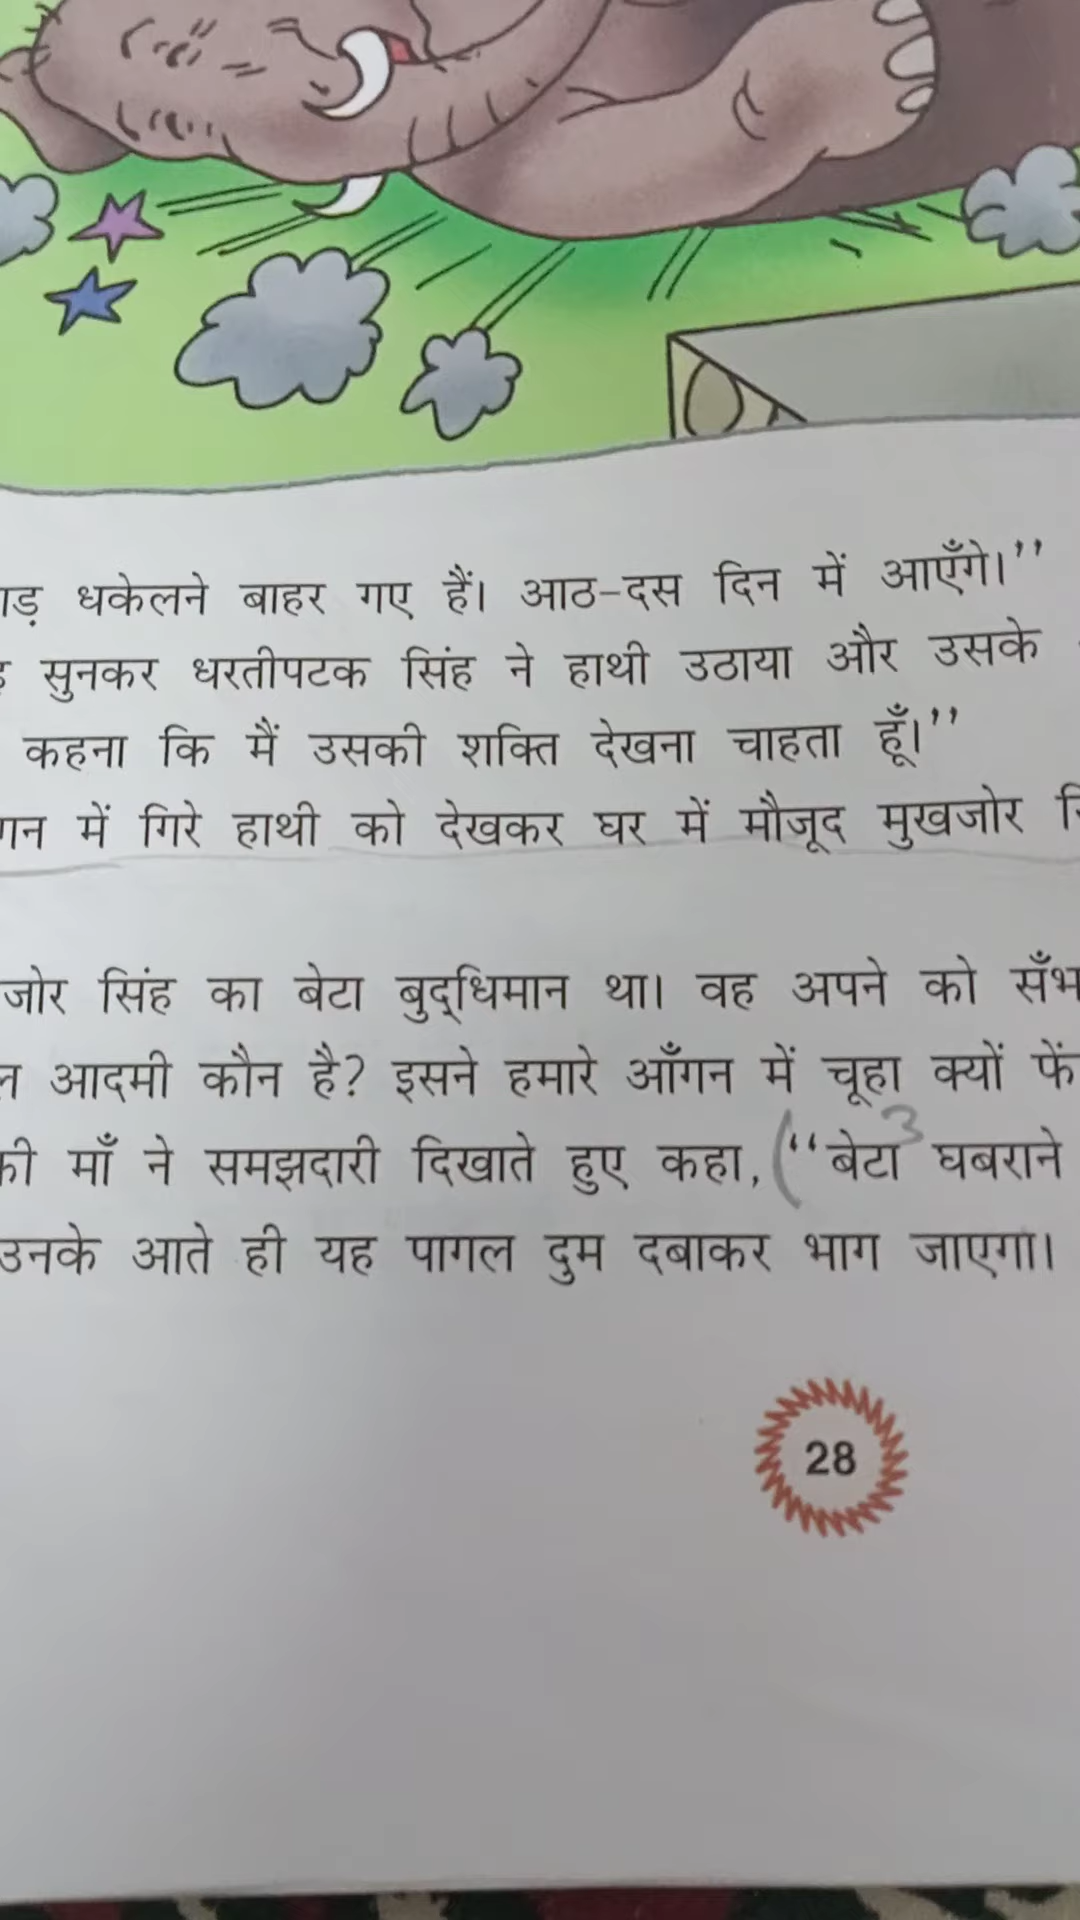 धकेलने बाहर गए हैं। आठ-दस दिन में आएँगे।’’
सुनकर धरतीपटक सिंह ने हाथी उठाया और उसके
कहना कि मैं उसकी शक्ति देखना चाहता हूँ।’’
में गिरे हाथी को देखकर घर में मौजूद मुखजोर
जोर सिंह का बेटा बुद्धिमान था। वह अपने को
आदमी कौन है? इसने हमारे आँगन में चूहा क्यों
की माँ ने समझदारी दिखाते हुए कहा, (‘‘बेटा 3 घबराने
उनके आते ही यह पागल दुम दबाकर भाग जाएगा।
28